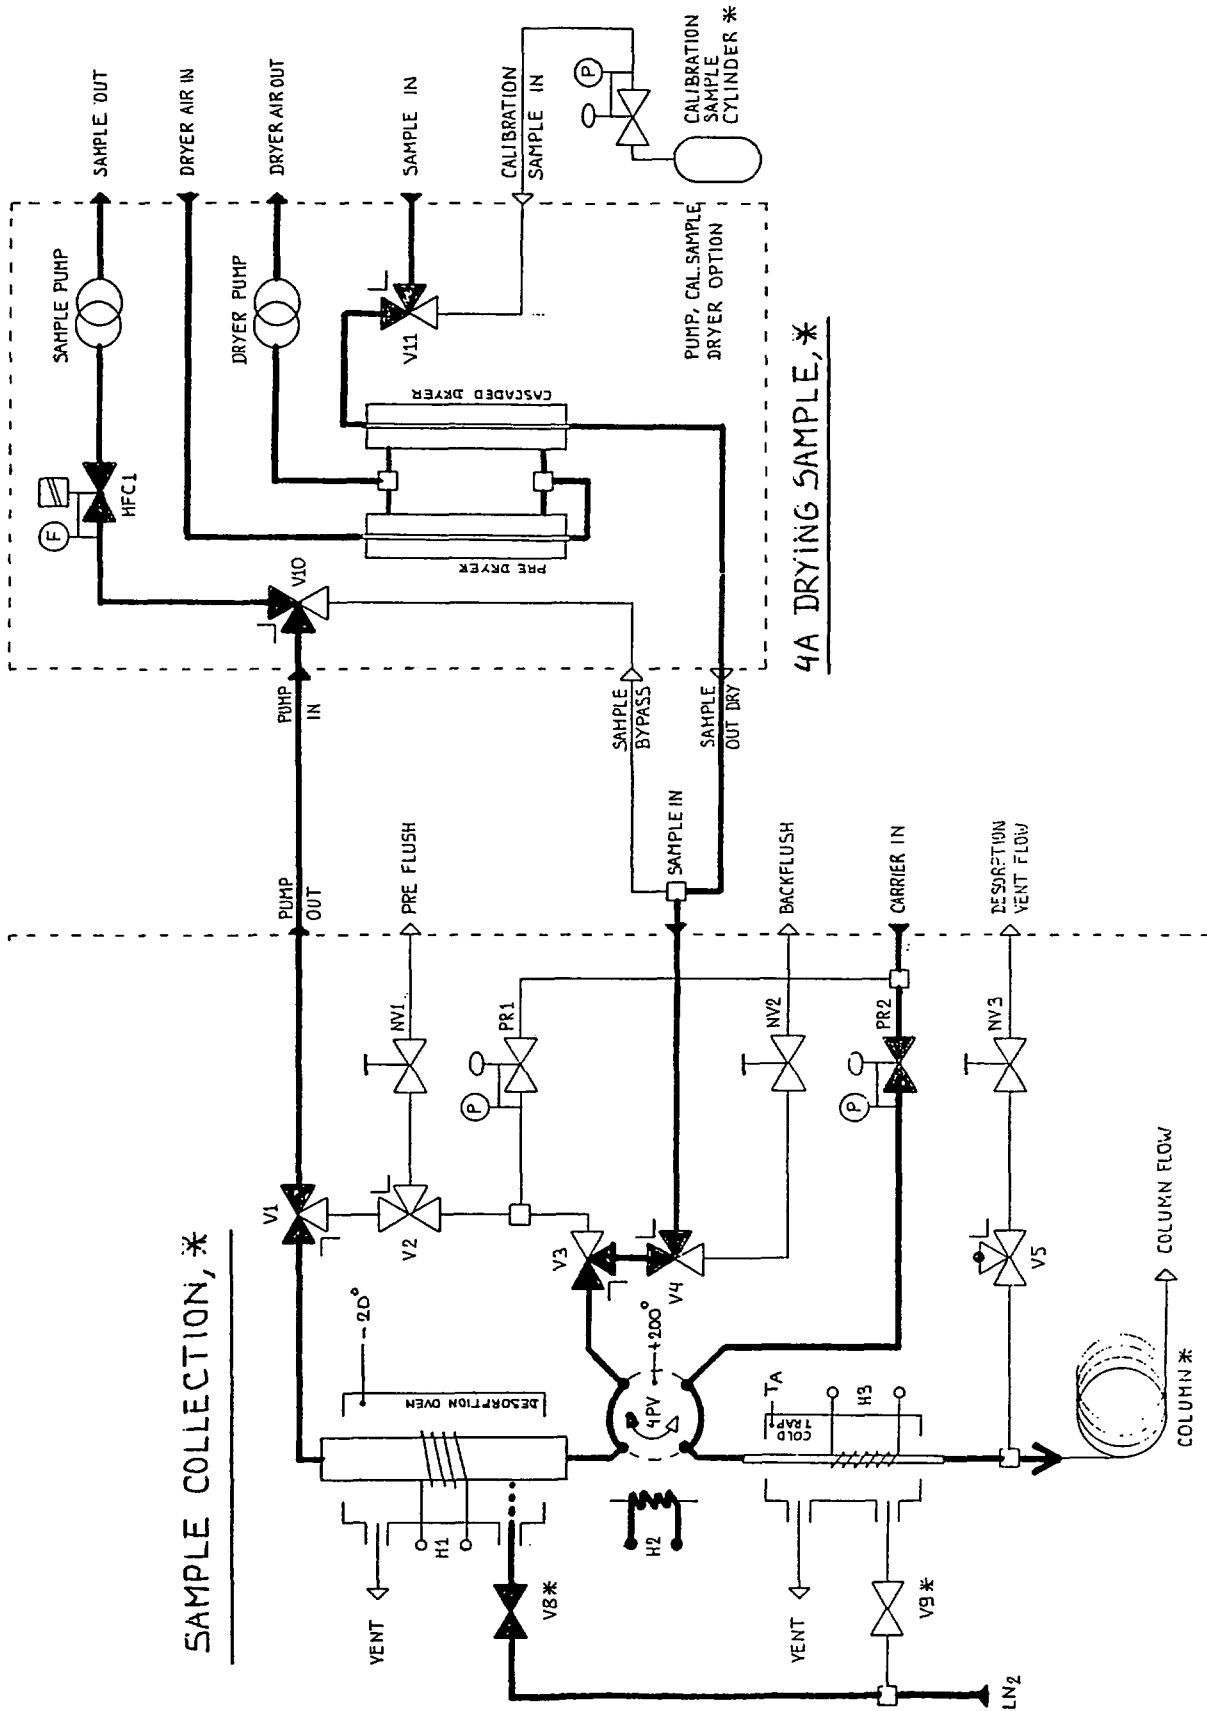 SAMPLE COLLECTION, *
4A DRYING SAMPLE, *
SAMPLE OUT
DRYER AIR IN
DRYER AIR OUT
SAMPLE IN
CALIBRATION
SAMPLE IN
CALIBRATION
SAMPLE
CYLINDER *
P
SAMPLE PUMP
DRYER PUMP
V11
PUMP, CAL.SAMPLE
DRYER OPTION
F
MFC1
CASCADED DRYER
PRE DRYER
V10
PUMP
IN
SAMPLE
BYPASS
SAMPLE
OUT DRY
PUMP
OUT
PRE FLUSH
SAMPLE IN
BACKFLUSH
CARRIER IN
DESORPTION
VENT FLOW
NV1
PR1
NV2
PR2
NV3
P
P
V1
V2
V3
V4
V5
COLUMN FLOW
-20°
+200°
DESORPTION OVEN
4PV
TA
COLD
TRAP
H3
COLUMN *
H1
H2
VENT
V8*
VENT
V9*
LN2